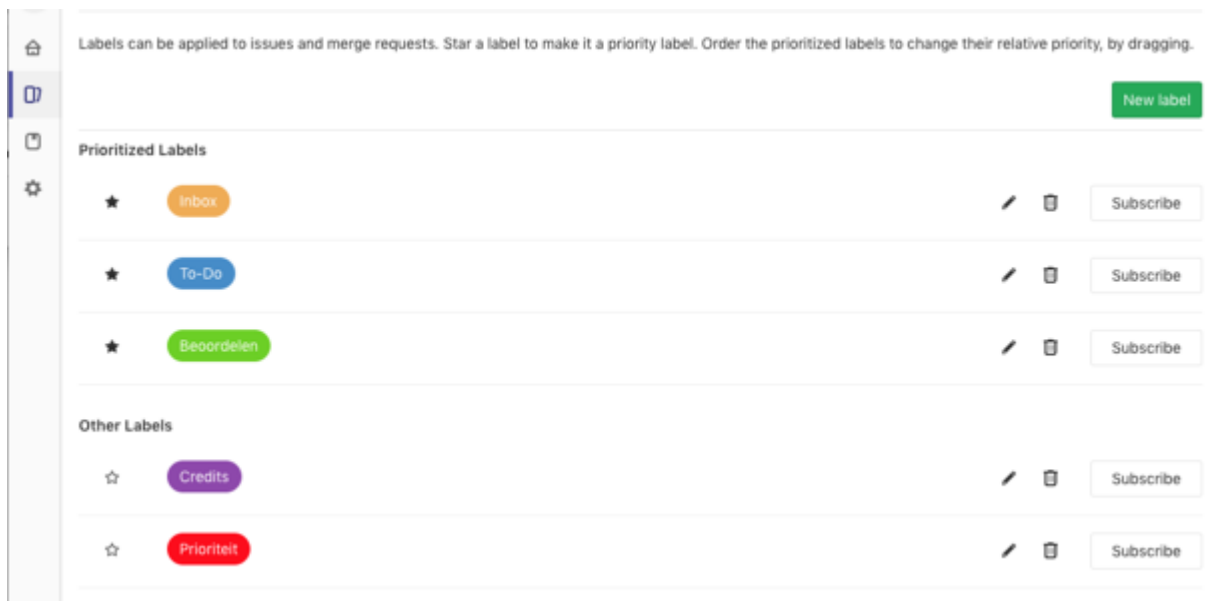 Labels can be applied to issues and merge requests. Star a label to make it a priority label. Order the prioritized labels to change their relative priority, by dragging.
New label
Prioritized Labels
Inbox
Subscribe
To-Do
Subscribe
Beoordelen
Subscribe
Other Labels
Credits
Subscribe
Prioriteit
Subscribe